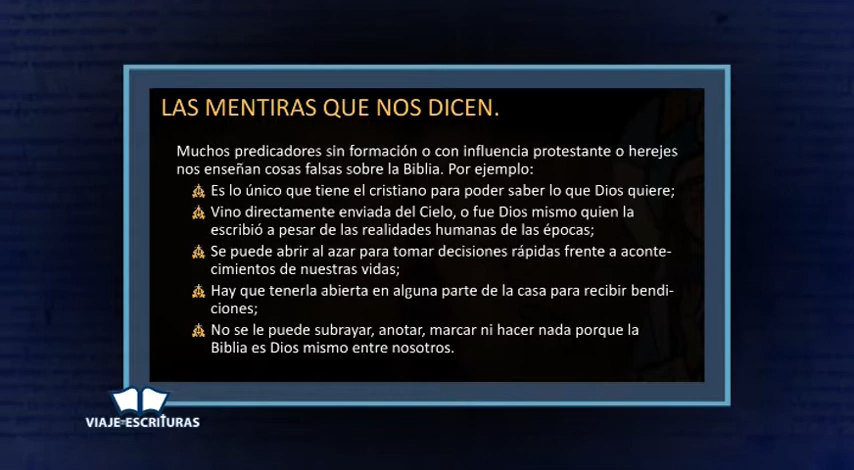 LAS MENTIRAS QUE NOS DICEN.
Muchos predicadores sin formación o con influencia protestante o herejes
nos enseñan cosas falsas sobre la Biblia. Por ejemplo:
Es lo único que tiene el cristiano para poder saber lo que Dios quiere;
Vino directamente enviada del Cielo, o fue Dios mismo quien la
escribió a pesar de las realidades humanas de las épocas;
Se puede abrir al azar para tomar decisiones rápidas frente a aconte-
cimientos de nuestras vidas;
Hay que tenerla abierta en alguna parte de la casa para recibir bendi-
ciones;
No se le puede subrayar, anotar, marcar ni hacer nada porque la
Biblia es Dios mismo entre nosotros.
VIAJE ESCRITURAS